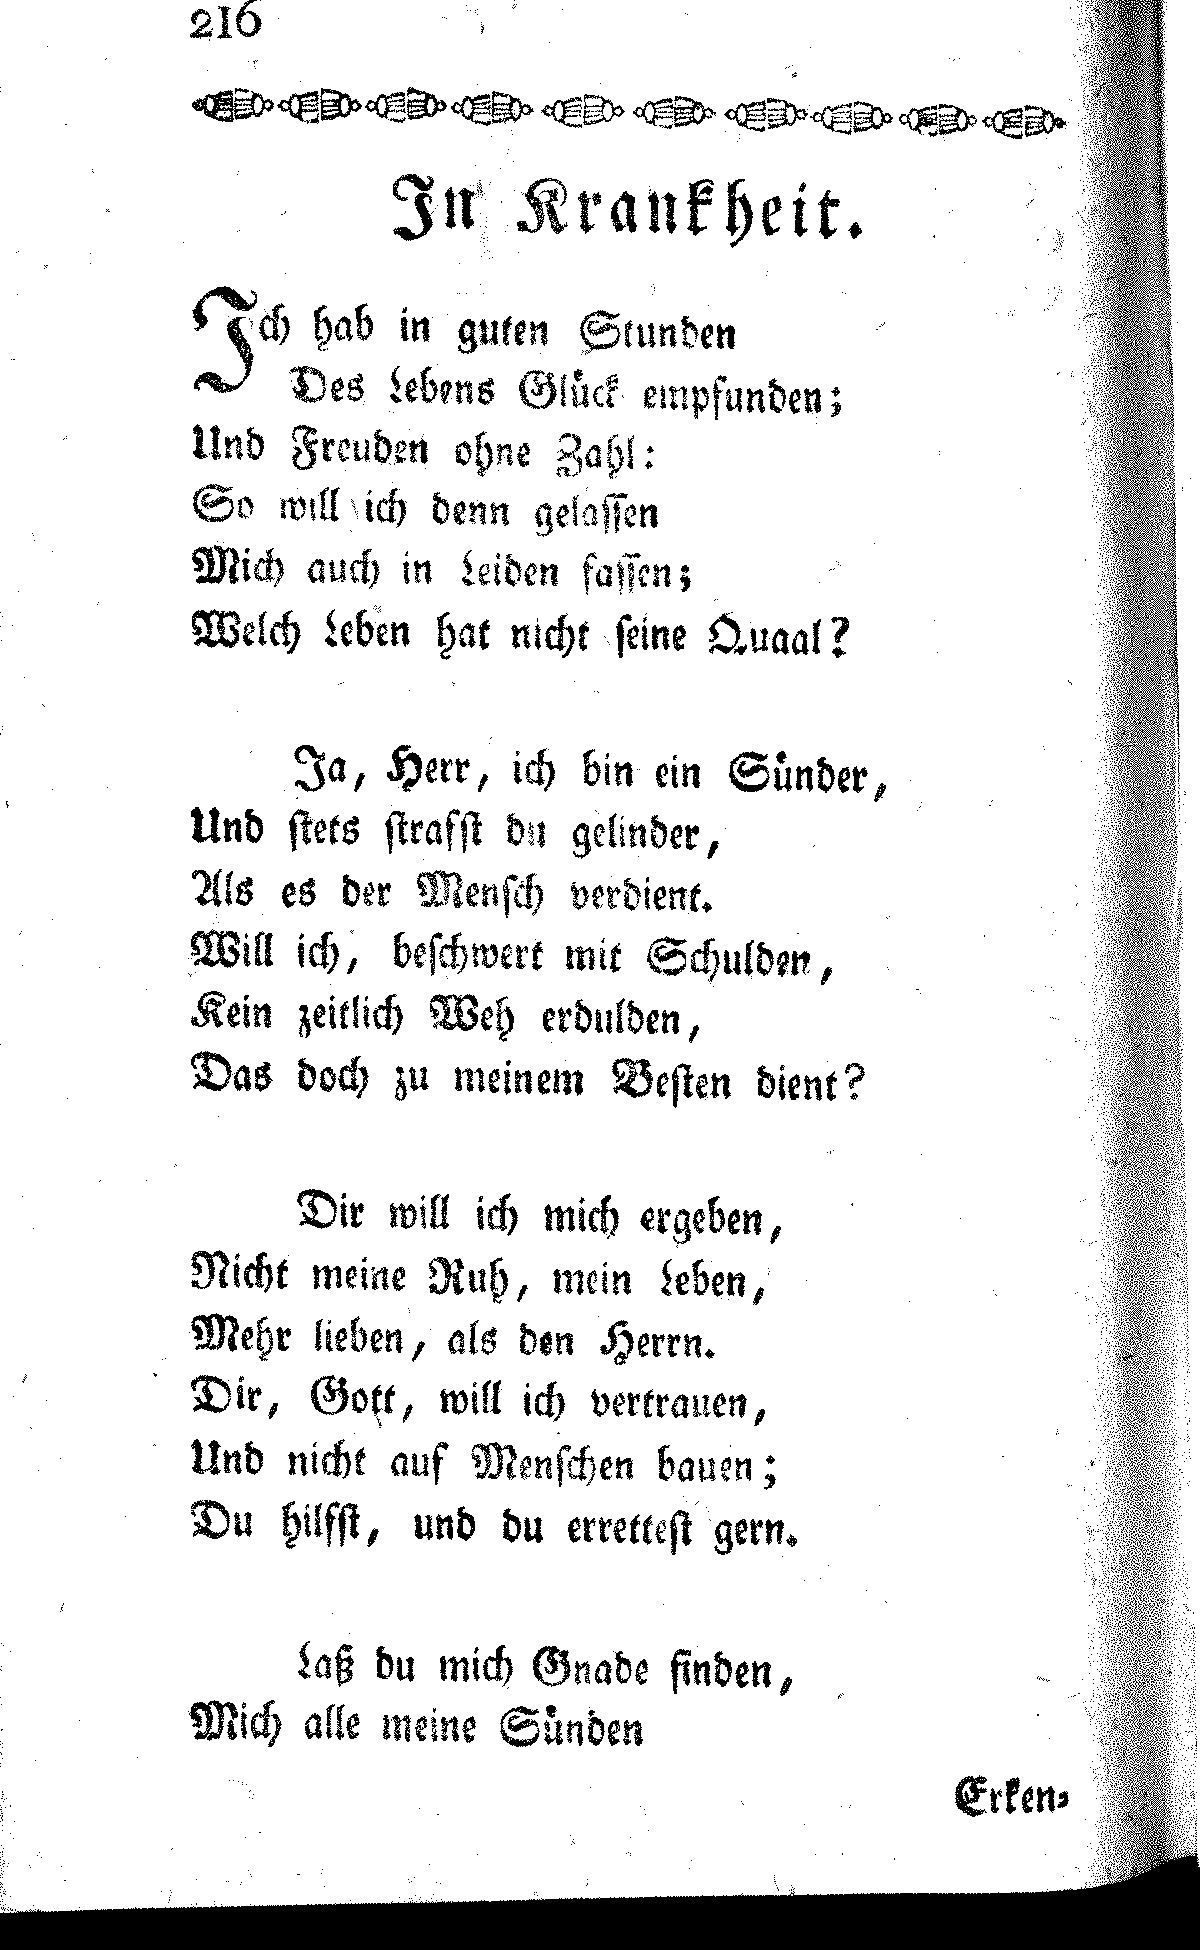 216
In Krankheit.
Ich hab in guten Stunden
Des Lebens Glück empfunden;
Und Freuden ohne Zahl:
So will ich denn gelassen
Mich auch in Leiden fassen;
Welch Leben hat nicht seine Quaal?
Ja, Herr, ich bin ein Sünder,
Und stets strafst du gelinder,
Als es der Mensch verdient.
Will ich, beschwert mit Schulden,
Kein zeitlich Weh erdulden,
Das doch zu meinem Besten dient?
Dir will ich mich ergeben,
Nicht meine Ruh, mein Leben,
Mehr lieben, als den Herrn.
Dir, Gott, will ich vertrauen,
Und nicht auf Menschen bauen;
Du hilfst, und du errettest gern.
Laß du mich Gnade finden,
Mich alle meine Sünden
Erken-